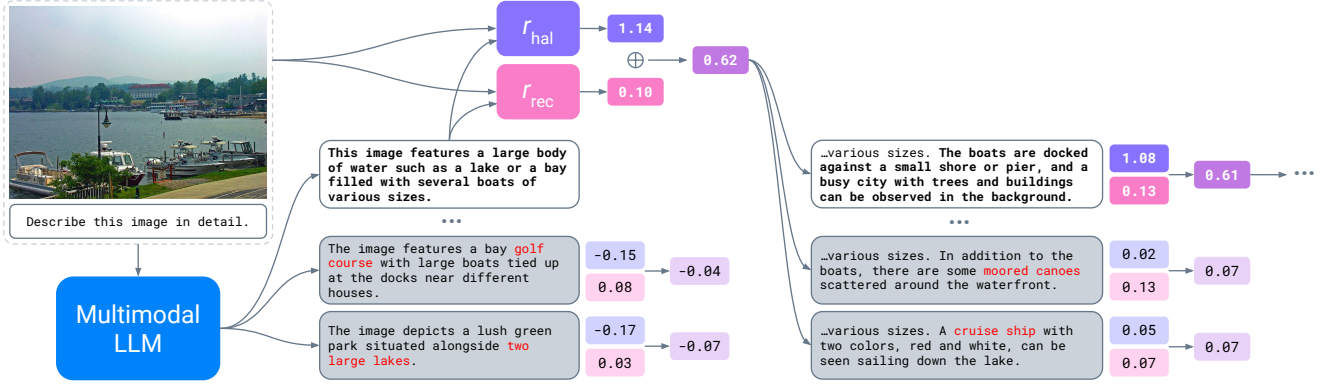 Describe this image in detail.
Multimodal
LLM
r_hal
1.14
r_rec
0.10
⊕
0.62
This image features a large body
of water such as a lake or a bay
filled with several boats of
various sizes.
...
The image features a bay golf
course with large boats tied up
at the docks near different
houses.
-0.15
0.08
-0.04
The image depicts a lush green
park situated alongside two
large lakes.
-0.17
0.03
-0.07
…various sizes. The boats are docked
against a small shore or pier, and a
busy city with trees and buildings
can be observed in the background.
1.08
0.13
0.61
...
...
…various sizes. In addition to the
boats, there are some moored canoes
scattered around the waterfront.
0.02
0.13
0.07
…various sizes. A cruise ship with
two colors, red and white, can be
seen sailing down the lake.
0.05
0.07
0.07